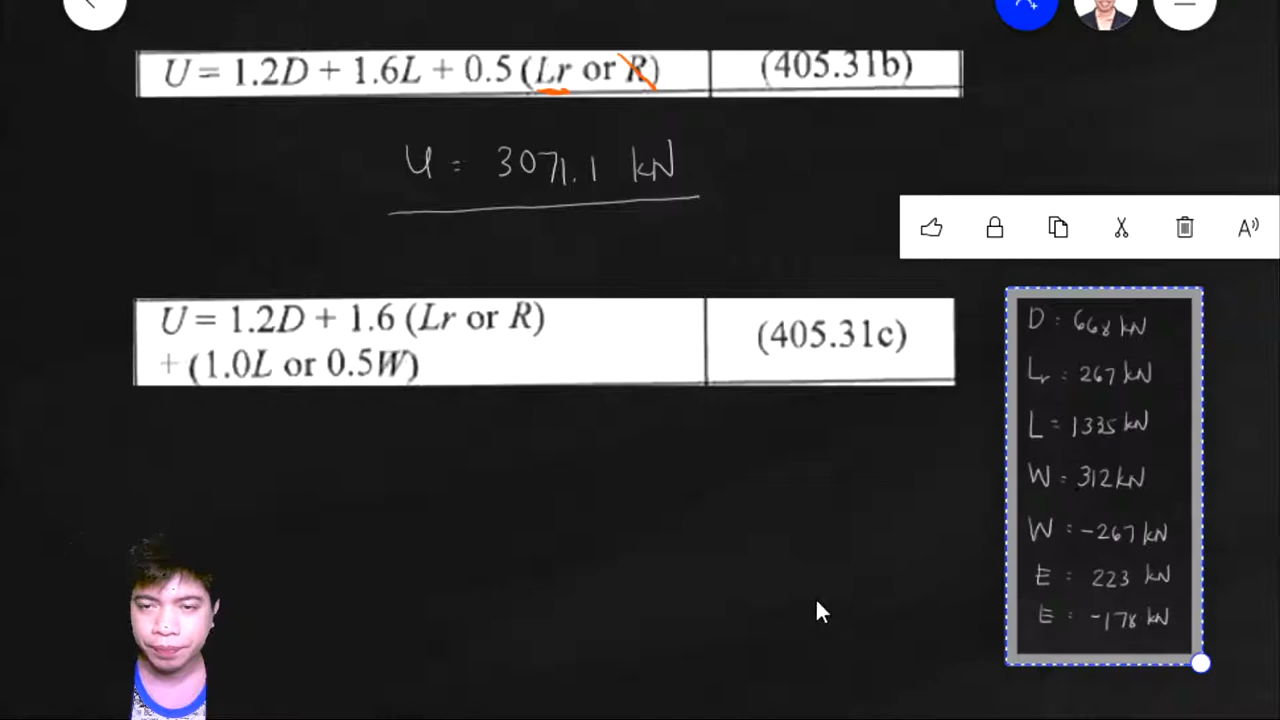 U = 1.2D + 1.6L + 0.5 (Lr or R) (405.31b)
U = 3071.1 kN
U = 1.2D + 1.6 (Lr or R)
+ (1.0L or 0.5W) (405.31c)
A
D : 668 kN
Lr : 267 kN
L = 1335 kN
W = 312 kN
W = -267 kN
E = 223 kN
E = -178 kN